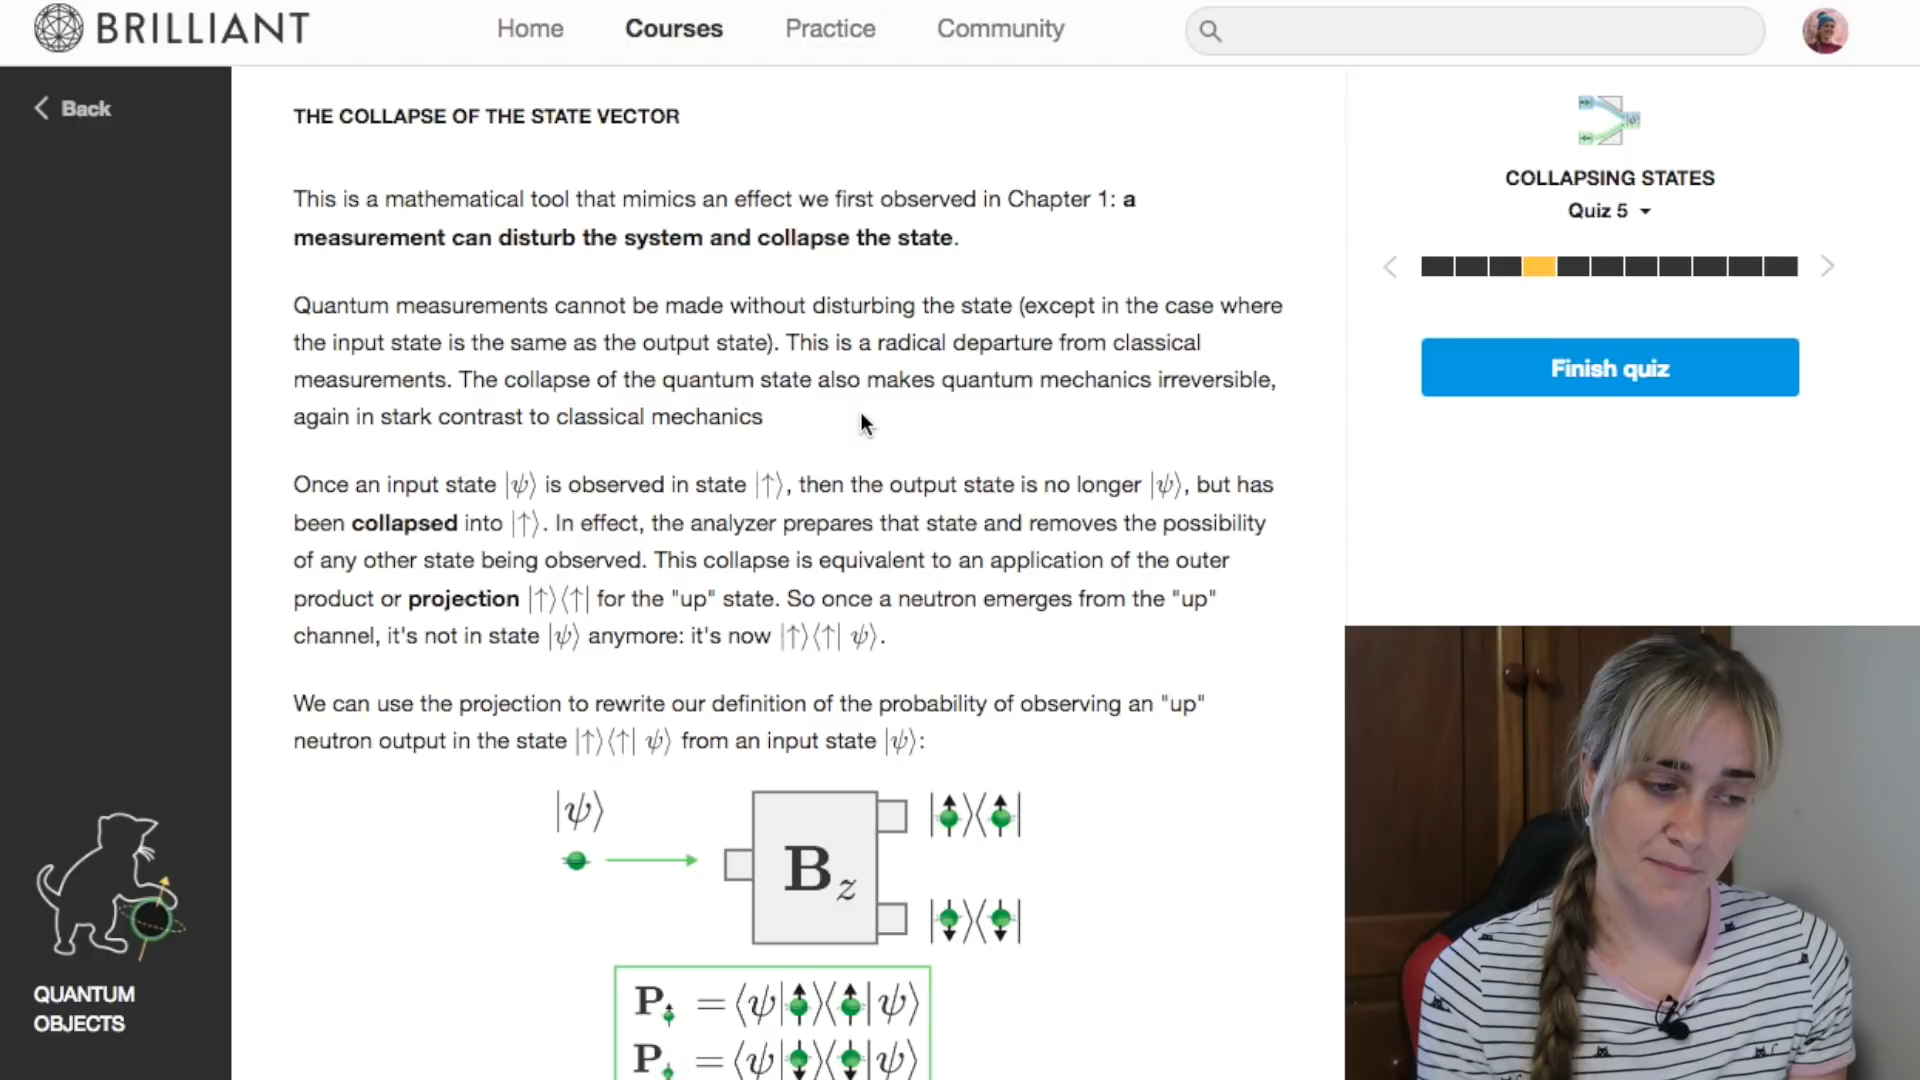 BRILLIANT
Home
Courses
Practice
Community
Back
THE COLLAPSE OF THE STATE VECTOR
This is a mathematical tool that mimics an effect we first observed in Chapter 1: a
measurement can disturb the system and collapse the state.
Quantum measurements cannot be made without disturbing the state (except in the case where
the input state is the same as the output state). This is a radical departure from classical
measurements. The collapse of the quantum state also makes quantum mechanics irreversible,
again in stark contrast to classical mechanics
Once an input state |ψ⟩ is observed in state |↑⟩, then the output state is no longer |ψ⟩, but has
been collapsed into |↑⟩. In effect, the analyzer prepares that state and removes the possibility
of any other state being observed. This collapse is equivalent to an application of the outer
product or projection |↑⟩⟨↑| for the "up" state. So once a neutron emerges from the "up"
channel, it's not in state |ψ⟩ anymore: it's now |↑⟩⟨↑| ψ⟩.
We can use the projection to rewrite our definition of the probability of observing an "up"
neutron output in the state |↑⟩⟨↑| ψ⟩ from an input state |ψ⟩:
|ψ⟩
B_z
|↑⟩⟨↑|
|↓⟩⟨↓|
P↑ = ⟨ψ|↑⟩⟨↑|ψ⟩
P↓ = ⟨ψ|↓⟩⟨↓|ψ⟩
COLLAPSING STATES
Quiz 5
Finish quiz
QUANTUM
OBJECTS